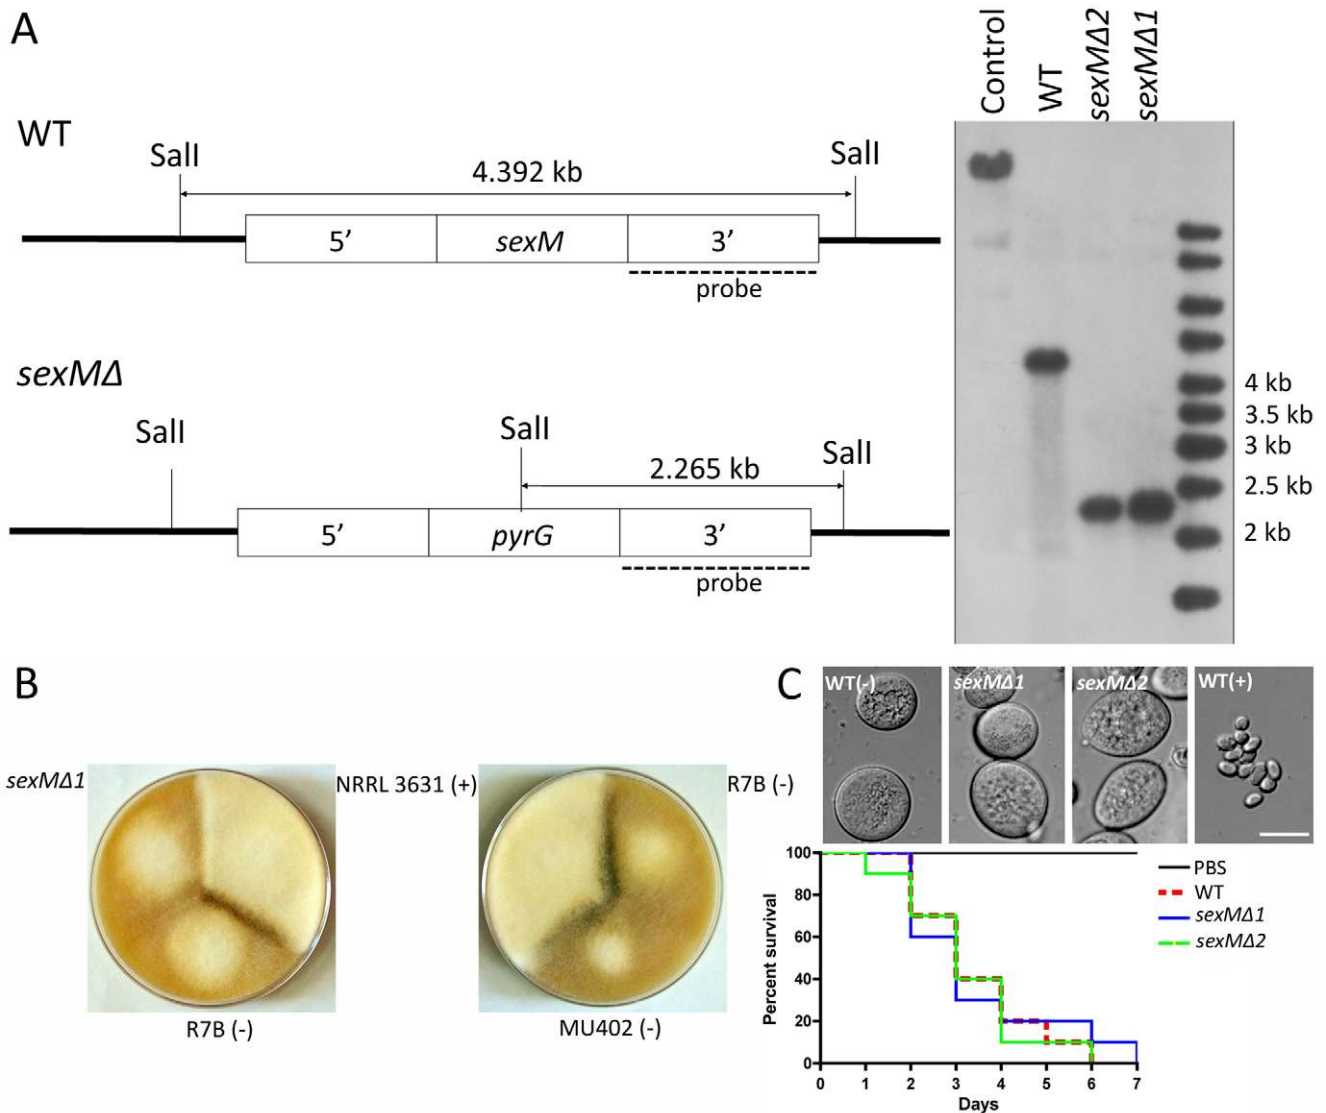 A
WT
SalI
4.392 kb
SalI
5’
sexM
3’
probe
sexMΔ
SalI
SalI
2.265 kb
SalI
5’
pyrG
3’
probe
Control
WT
sexMΔ2
sexMΔ1
4 kb
3.5 kb
3 kb
2.5 kb
2 kb
B
sexMΔ1
NRRL 3631 (+)
R7B (-)
R7B (-)
MU402 (-)
C
WT(-)
sexMΔ1
sexMΔ2
WT(+)
Percent survival
100
80
60
40
20
0
0 1 2 3 4 5 6 7
Days
PBS
WT
sexMΔ1
sexMΔ2